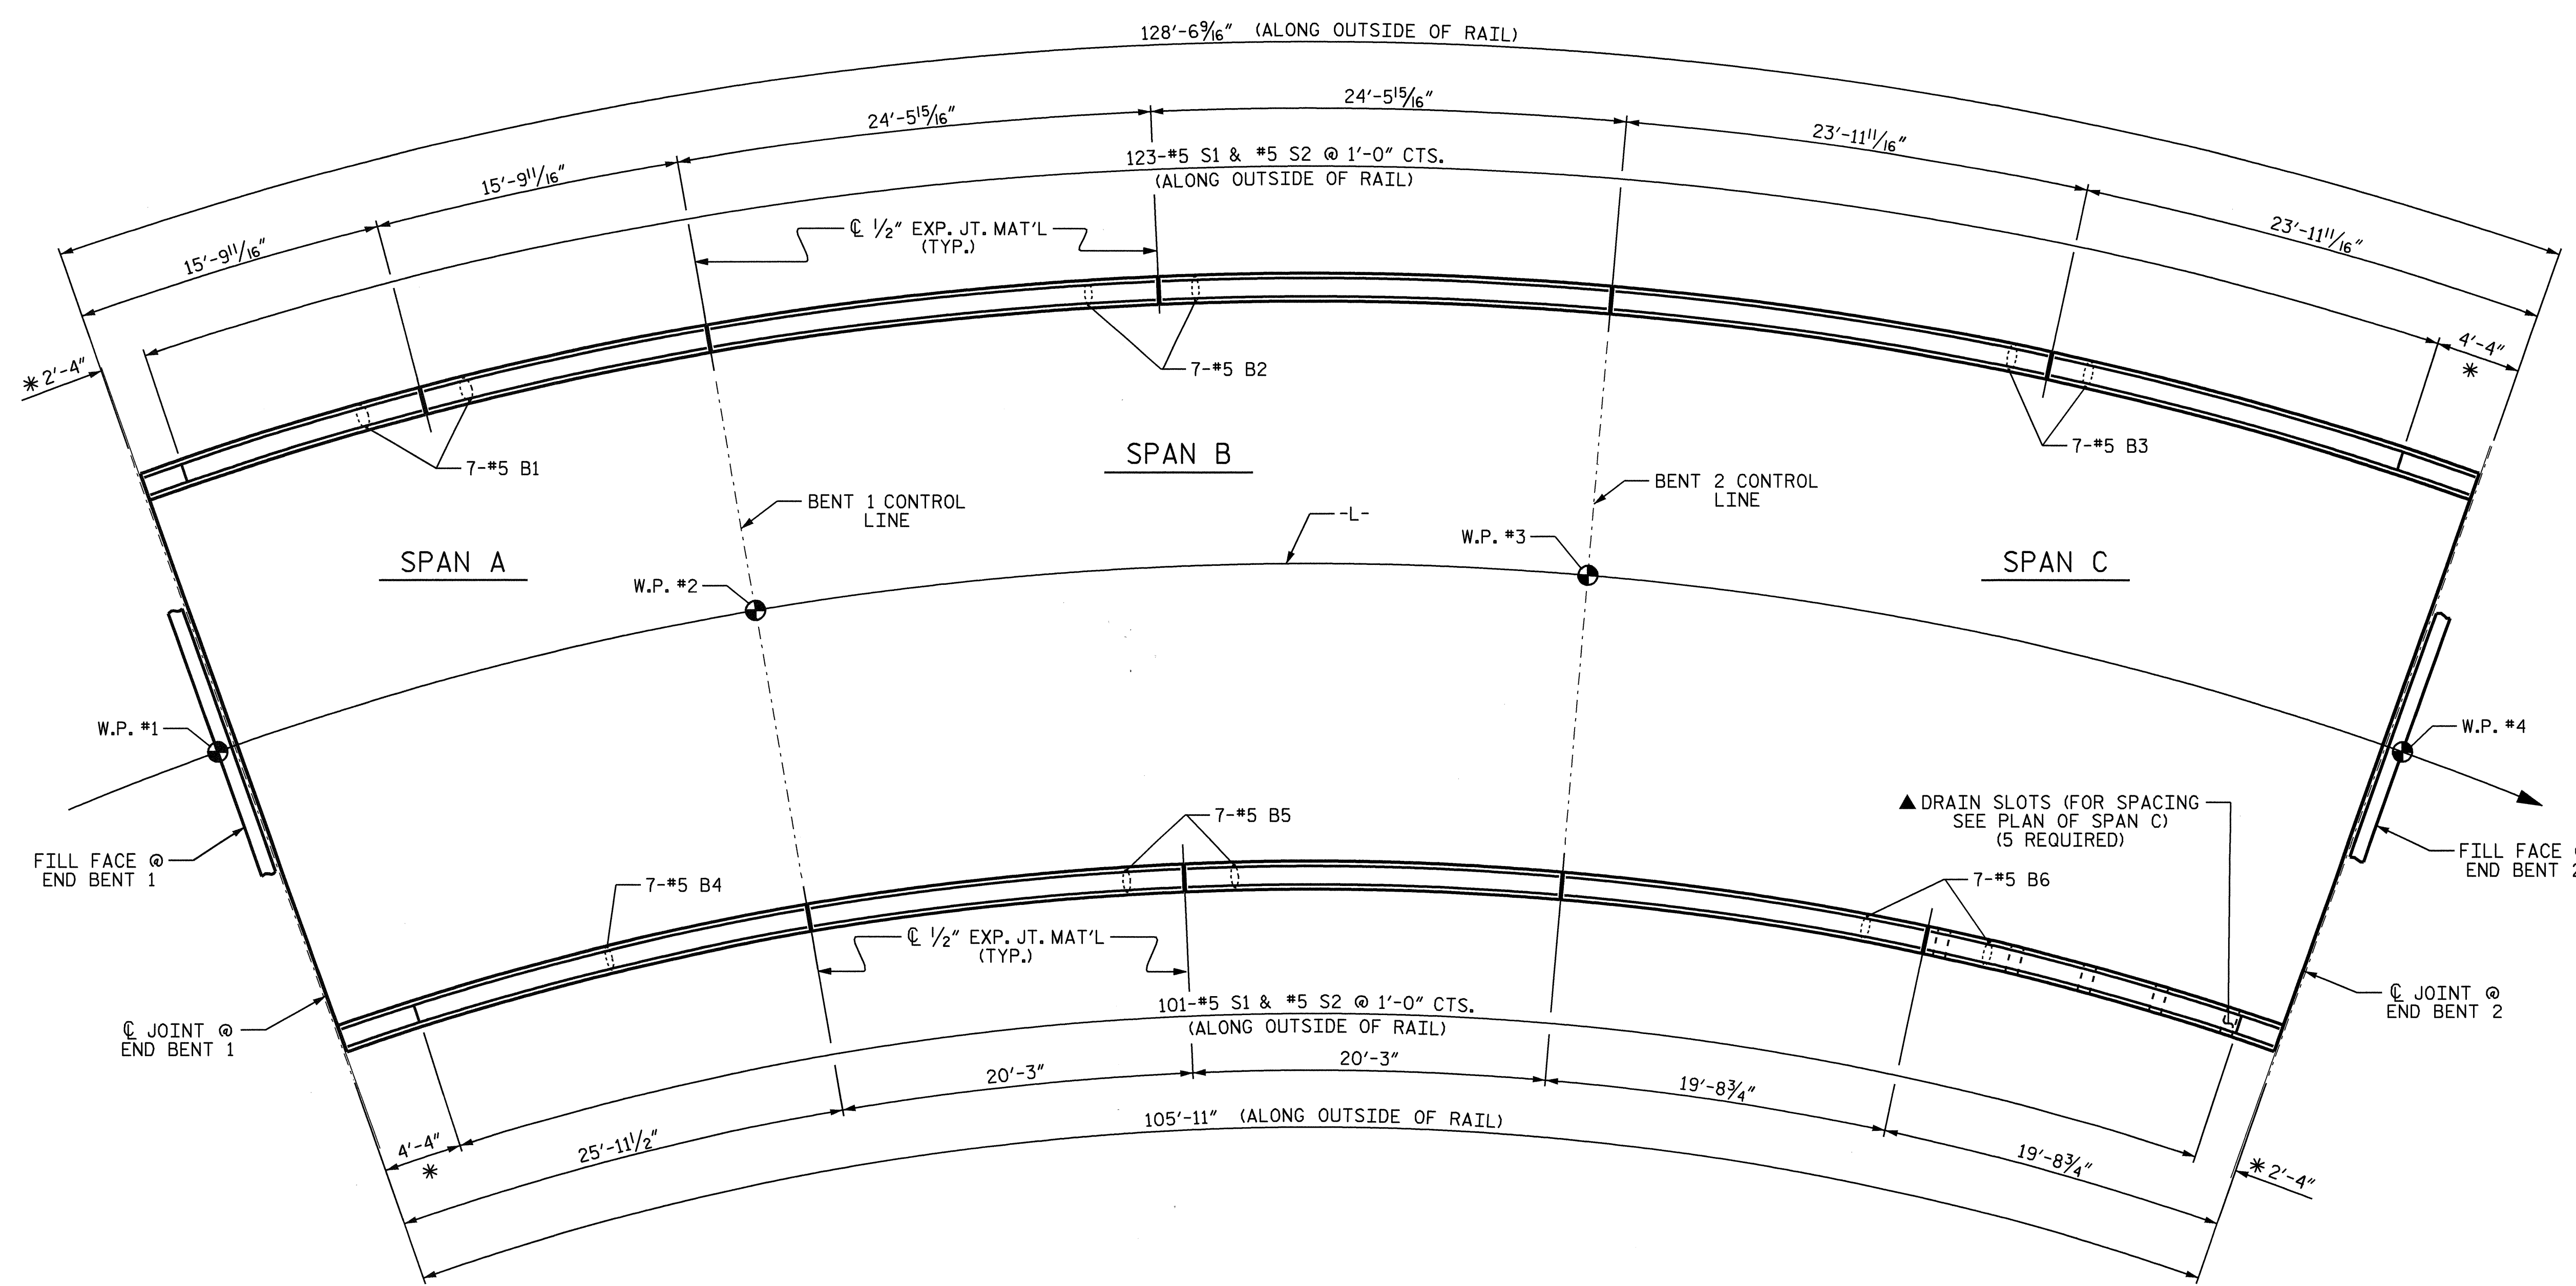 128'-6 9/16" (ALONG OUTSIDE OF RAIL)
24'-5 15/16"
24'-5 15/16"
23'-11 11/16"
15'-9 11/16"
123-#5 S1 & #5 S2 @ 1'-0" CTS.
(ALONG OUTSIDE OF RAIL)
15'-9 11/16"
23'-11 11/16"
℄ 1/2" EXP. JT. MAT'L
(TYP.)
* 2'-4"
4'-4"
*
7-#5 B2
7-#5 B1
7-#5 B3
SPAN B
BENT 1 CONTROL
LINE
BENT 2 CONTROL
LINE
-L-
W.P. #3
SPAN A
SPAN C
W.P. #2
W.P. #1
W.P. #4
▲ DRAIN SLOTS (FOR SPACING
SEE PLAN OF SPAN C)
(5 REQUIRED)
7-#5 B5
FILL FACE @
END BENT 1
FILL FACE
END BENT 2
7-#5 B4
7-#5 B6
℄ 1/2" EXP. JT. MAT'L
(TYP.)
℄ JOINT @
END BENT 1
℄ JOINT @
END BENT 2
101-#5 S1 & #5 S2 @ 1'-0" CTS.
(ALONG OUTSIDE OF RAIL)
20'-3"
20'-3"
19'-8 3/4"
105'-11" (ALONG OUTSIDE OF RAIL)
4'-4"
*
25'-11 1/2"
19'-8 3/4"
* 2'-4"